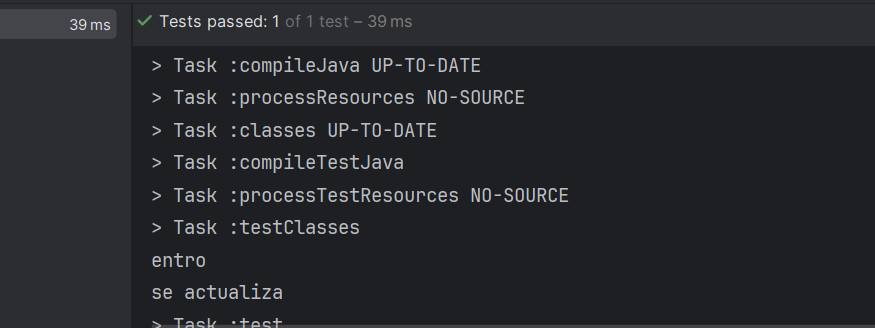 39 ms
Tests passed: 1 of 1 test – 39 ms
> Task :compileJava UP-TO-DATE
> Task :processResources NO-SOURCE
> Task :classes UP-TO-DATE
> Task :compileTestJava
> Task :processTestResources NO-SOURCE
> Task :testClasses
entro
se actualiza
> Task :test